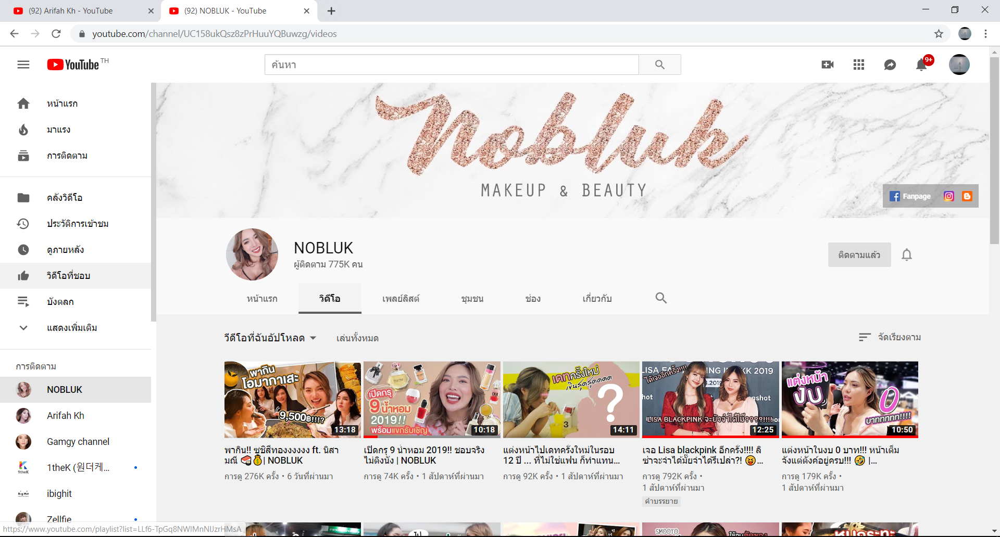 (92) Arifah Kh - YouTube
(92) NOBLUK - YouTube
youtube.com/channel/UC158ukQsz8zPrHuuYQBuwzg/videos
YouTube TH
ค้นหา
9+
หน้าแรก
มาแรง
การติดตาม
คลังวิดีโอ
ประวัติการเข้าชม
ดูภายหลัง
วิดีโอที่ชอบ
บังตลก
แสดงเพิ่มเติม
การติดตาม
NOBLUK
Arifah Kh
Gamgy channel
1theK (원더케...
ibighit
Zellfie
https://www.youtube.com/playlist?list=LLf6-TpGq8NWIMnNIJzrHMsA
Nobluk
MAKEUP & BEAUTY
Fanpage
NOBLUK
ผู้ติดตาม 775K คน
ติดตามแล้ว
หน้าแรก
วิดีโอ
เพลย์ลิสต์
ชุมชน
ช่อง
เกี่ยวกับ
วีดีโอที่ฉันอัปโหลด
เล่นทั้งหมด
จัดเรียงตาม
พากิน
โอมากาเสะ
9,500฿!!!?
13:18
พากิน!! ซูชิสีทองงงงงง ft. นิสา
มณี 🍣💰| NOBLUK
การดู 276K ครั้ง • 6 วันที่ผ่านมา
เปิดกรุ
9 น้ำหอม
2019!!
พร้อมแขกรับเชิญ
10:18
เปิดกรุ 9 น้ำหอม 2019!! ชอบจริง
ไม่ติงนัง | NOBLUK
การดู 74K ครั้ง • 1 สัปดาห์ที่ผ่านมา
เดทครั้งใหม่
เขินสุดสุดดดด
?
3
14:11
แต่งหน้าไปเดทครั้งใหม่ในรอบ
12 ปี ... ที่ไม่ใช่แฟน ก็ทำแทน...
การดู 92K ครั้ง • 1 สัปดาห์ที่ผ่านมา
ได้เจออีกครั้ง!!!
LISA BLACKPINK จะยังจำได้ไม๊????!!!!
12:25
เจอ Lisa blackpink อีกครั้ง!!!! ลิ
ซ่าจะจำได้มั๊ยจำได้รึเปล่า?! 😝...
การดู 792K ครั้ง •
1 สัปดาห์ที่ผ่านมา
คำบรรยาย
แต่งหน้า
งบ 0
บาททททท!!!!
10:50
แต่งหน้าในงบ 0 บาท!!! หน้าเต็ม
จังแต่ตังค์อยู่ครบ!!! 🤣 |...
การดู 179K ครั้ง •
1 สัปดาห์ที่ผ่านมา
SMOOTO